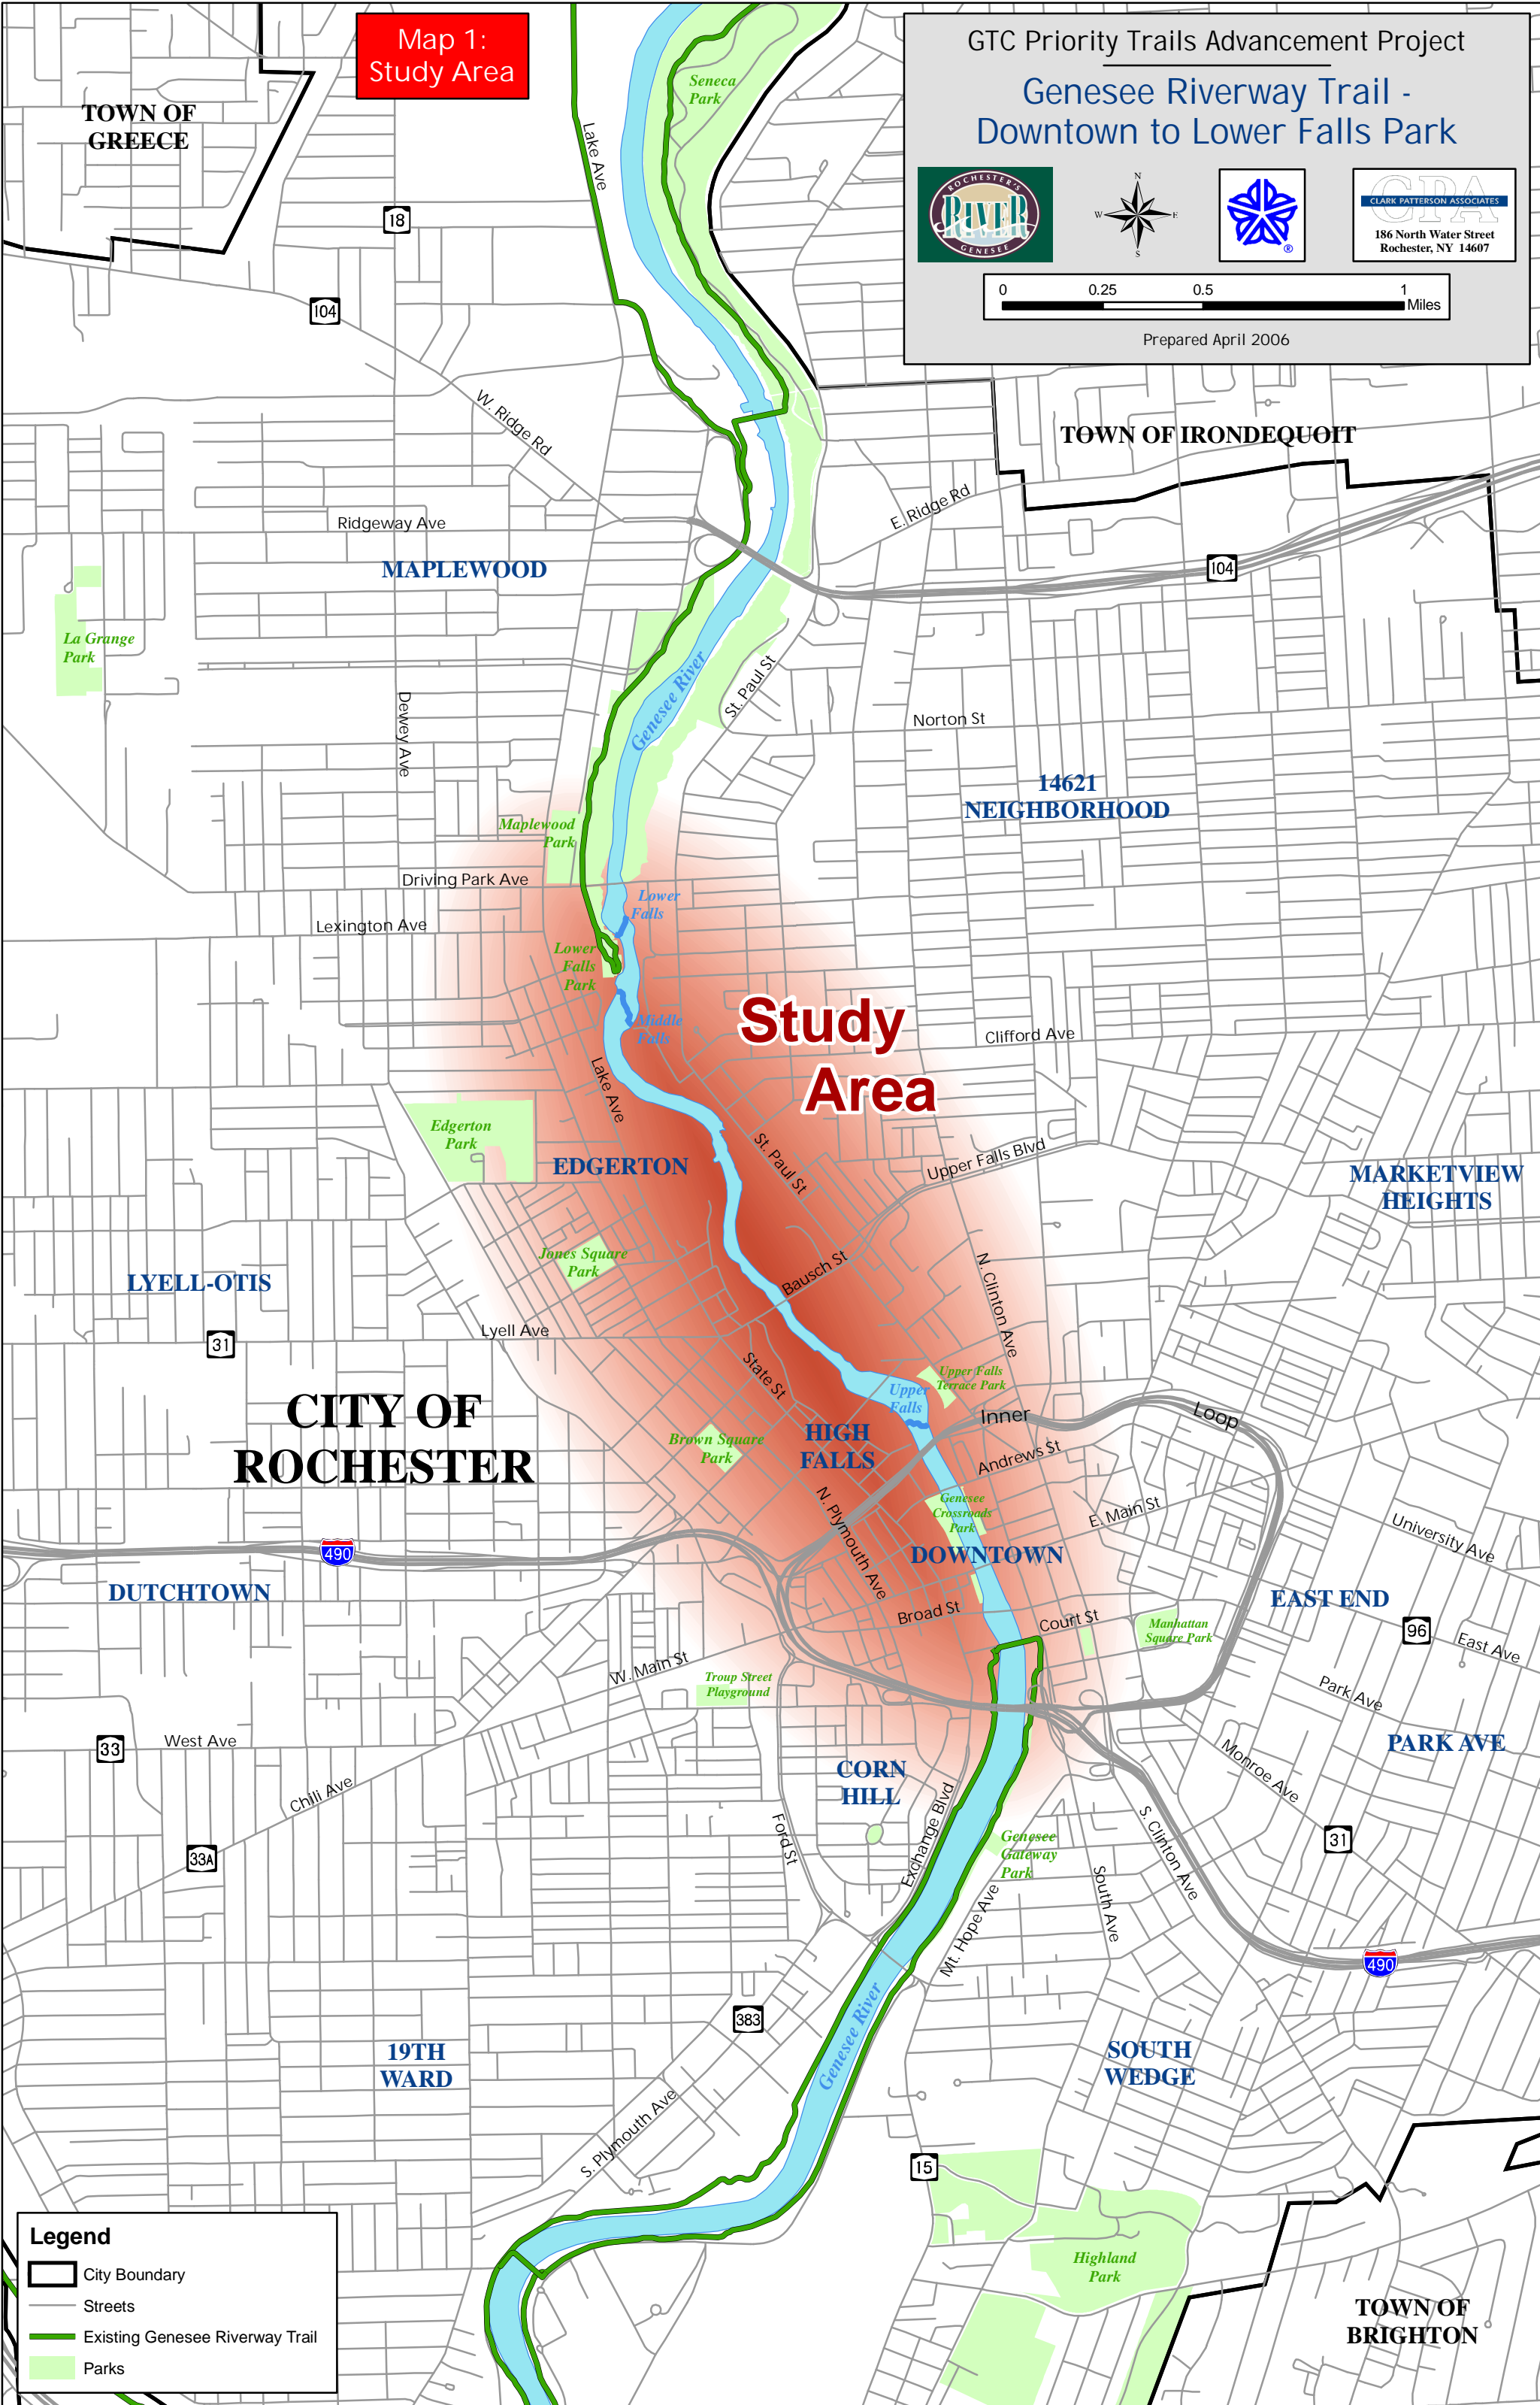 Map 1:
Study Area
GTC Priority Trails Advancement Project
Genesee Riverway Trail -
Downtown to Lower Falls Park
ROCHESTER'S
RIVER
GENESEE
N
W
E
S
®
CPA
CLARK PATTERSON ASSOCIATES
186 North Water Street
Rochester, NY 14607
0 0.25 0.5 1
Miles
Prepared April 2006
TOWN OF
GREECE
Seneca
Park
Lake Ave
18
104
W. Ridge Rd
TOWN OF IRONDEQUOIT
E. Ridge Rd
Ridgeway Ave
MAPLEWOOD
104
La Grange
Park
Genesee River
St. Paul St
Dewey Ave
Norton St
14621
NEIGHBORHOOD
Maplewood
Park
Driving Park Ave
Lower
Falls
Lexington Ave
Lower
Falls
Park
Middle
Falls
Study
Area
Clifford Ave
Lake Ave
Edgerton
Park
EDGERTON
St. Paul St
Upper Falls Blvd
MARKETVIEW
HEIGHTS
Jones Square
Park
Bausch St
N. Clinton Ave
LYELL-OTIS
31
Lyell Ave
State St
Upper Falls
Terrace Park
Upper
Falls
CITY OF
ROCHESTER
Inner
Loop
Brown Square
Park
HIGH
FALLS
Andrews St
N. Plymouth Ave
Genesee
Crossroads
Park
E. Main St
University Ave
490
DOWNTOWN
DUTCHTOWN
EAST END
Broad St
Court St
Manhattan
Square Park
96
East Ave
W. Main St
Troup Street
Playground
Park Ave
33
West Ave
PARK AVE
Chili Ave
CORN
HILL
Monroe Ave
Exchange Blvd
Ford St
S. Clinton Ave
31
33A
Genesee
Gateway
Park
South Ave
Mt. Hope Ave
490
383
Genesee River
19TH
WARD
SOUTH
WEDGE
S. Plymouth Ave
15
Highland
Park
TOWN OF
BRIGHTON
Legend
City Boundary
Streets
Existing Genesee Riverway Trail
Parks